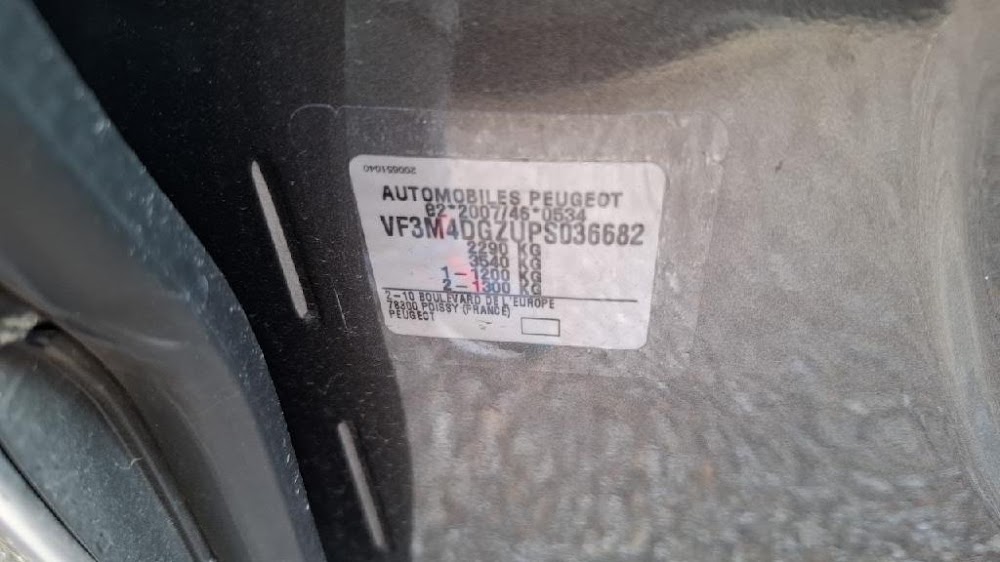 200651040
AUTOMOBILES PEUGEOT
e2*2007/46*0534
VF3M4DGZUPS036682
2290 KG
3540 KG
1-1200 KG
2-1300 KG
2-10 BOULEVARD DE L'EUROPE
78300 POISSY (FRANCE)
PEUGEOT